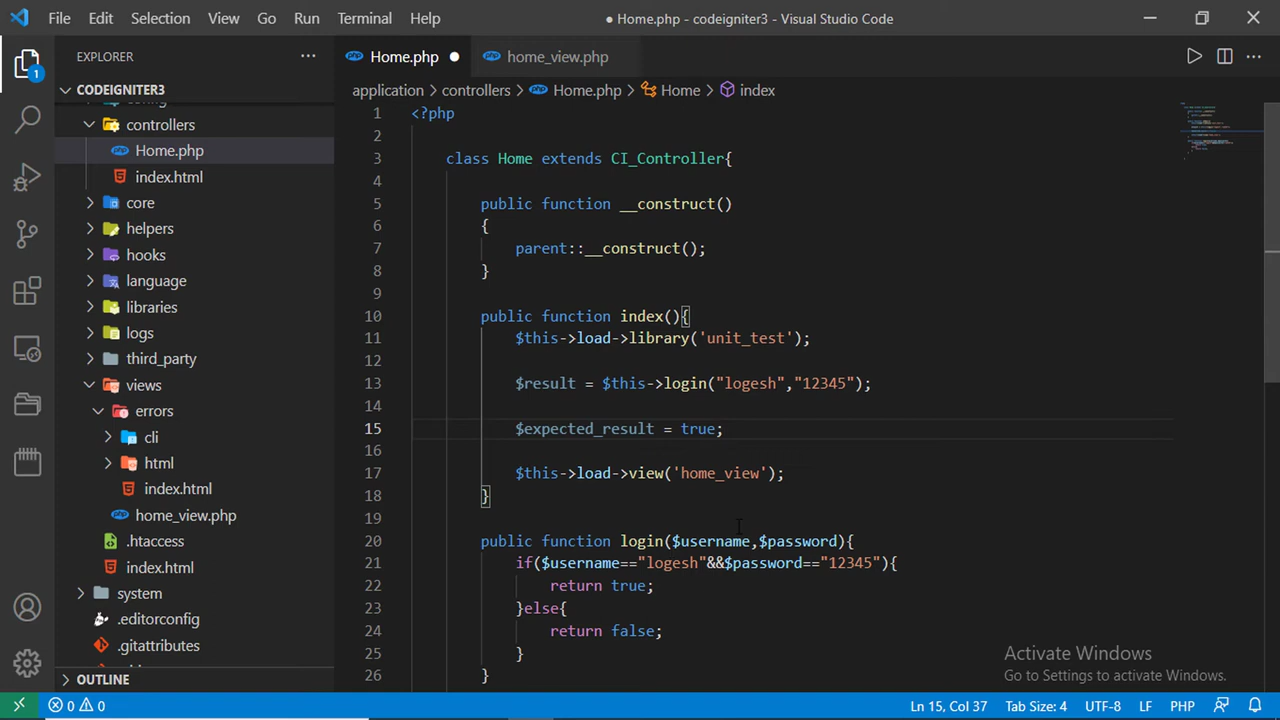 File Edit Selection View Go Run Terminal Help ● Home.php - codeigniter3 - Visual Studio Code
EXPLORER
Home.php
home_view.php
CODEIGNITER3
application > controllers > Home.php > Home > index
controllers
Home.php
index.html
core
helpers
hooks
language
libraries
logs
third_party
views
errors
cli
html
index.html
home_view.php
.htaccess
index.html
system
.editorconfig
.gitattributes
OUTLINE
1 <?php
2
3 class Home extends CI_Controller{
4
5 public function __construct()
6 {
7 parent::__construct();
8 }
9
10 public function index(){
11 $this->load->library('unit_test');
12
13 $result = $this->login("logesh","12345");
14
15 $expected_result = true;
16
17 $this->load->view('home_view');
18 }
19
20 public function login($username,$password){
21 if($username=="logesh"&&$password=="12345"){
22 return true;
23 }else{
24 return false;
25 }
26 }
Activate Windows
Go to Settings to activate Windows.
1
0 0 Ln 15, Col 37 Tab Size: 4 UTF-8 LF PHP